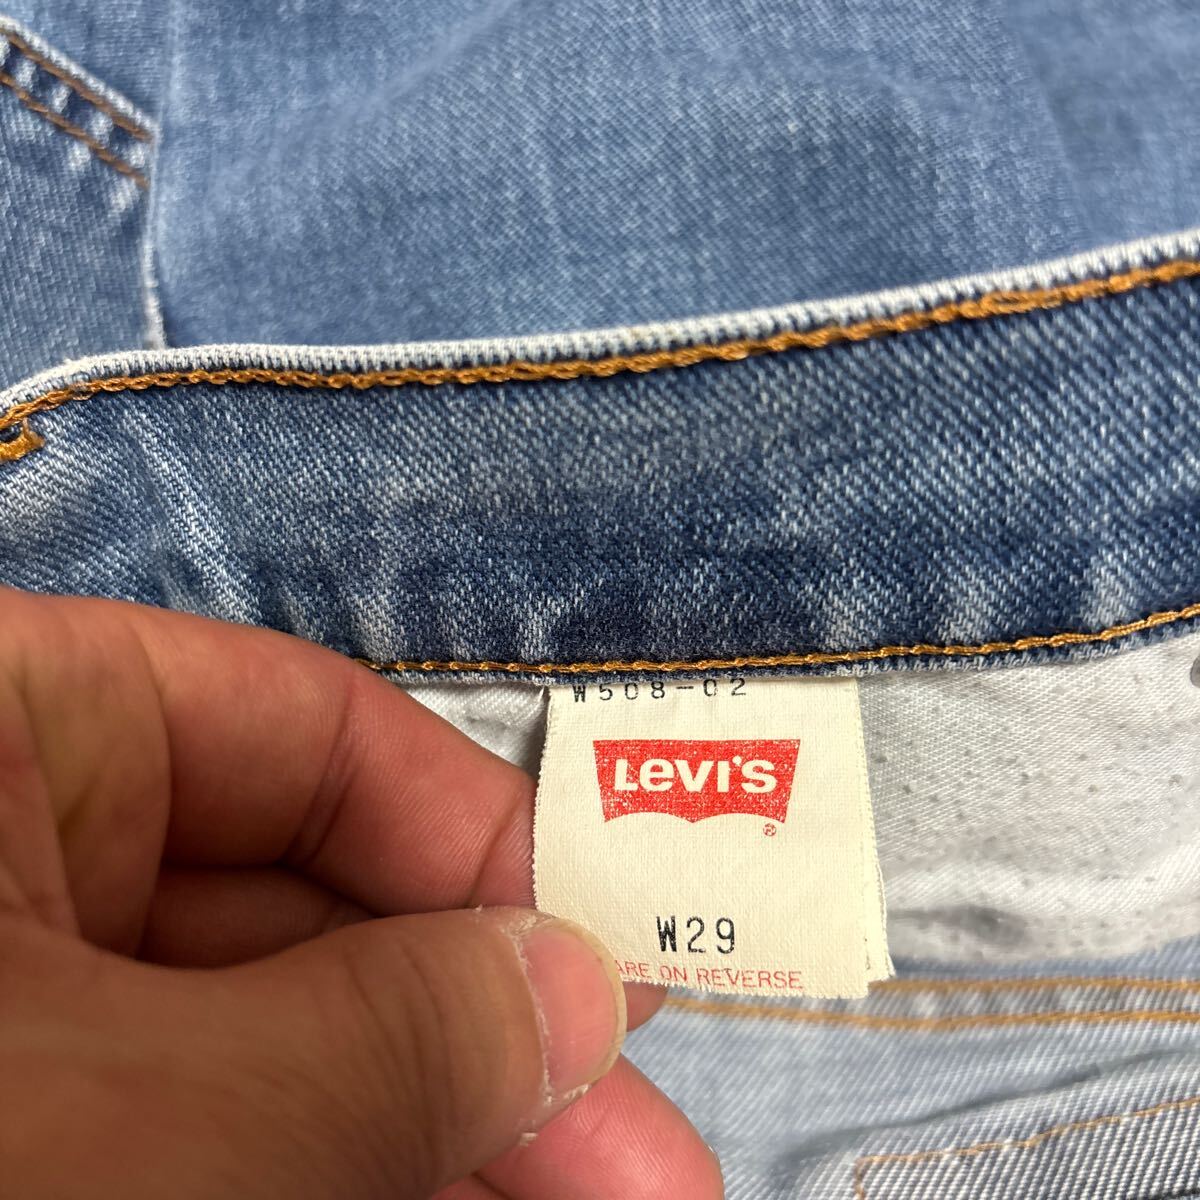 W508-02
LEVI'S
®
W29
ARE ON REVERSE